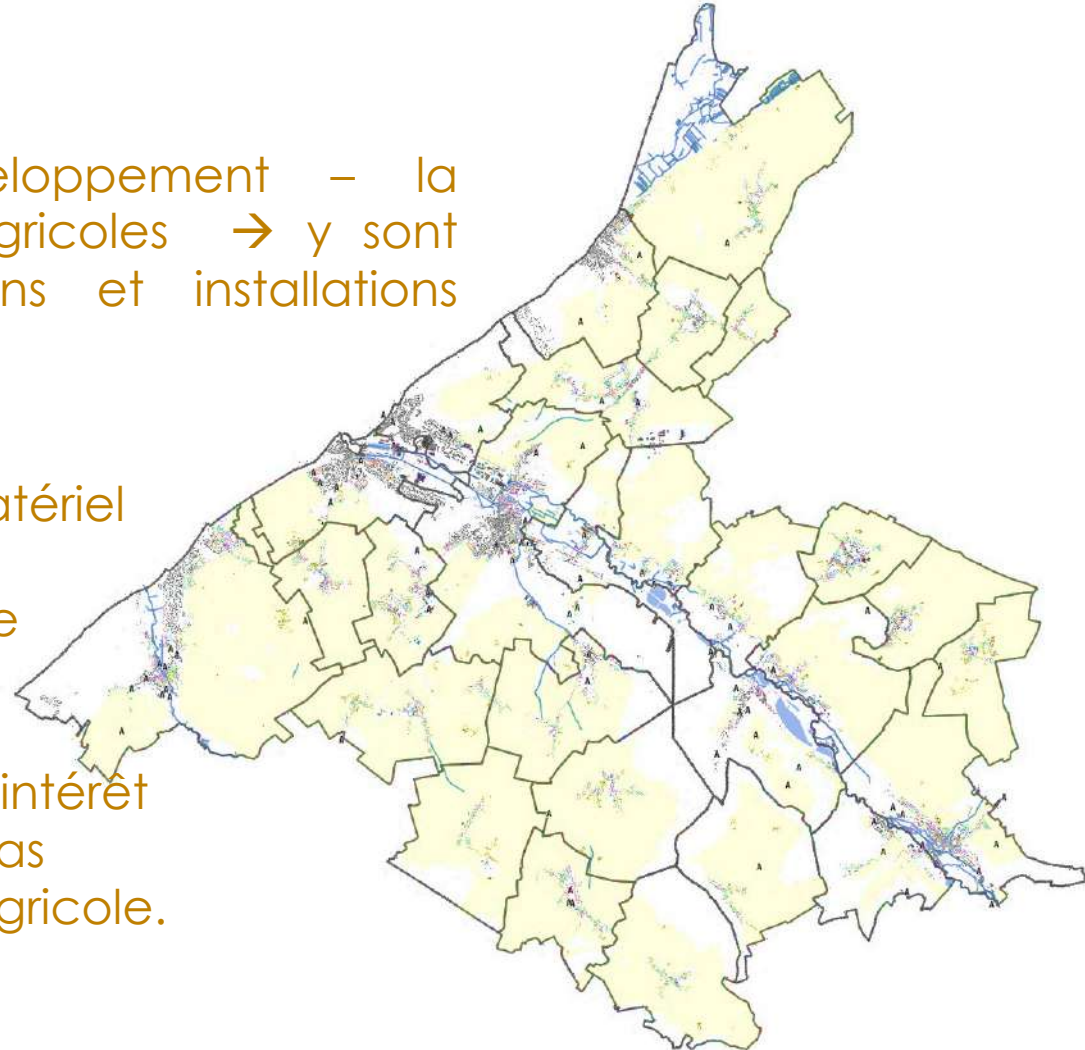 eloppement – la
gricoles → y sont
ns et installations
atériel
e
intérêt
as
gricole.